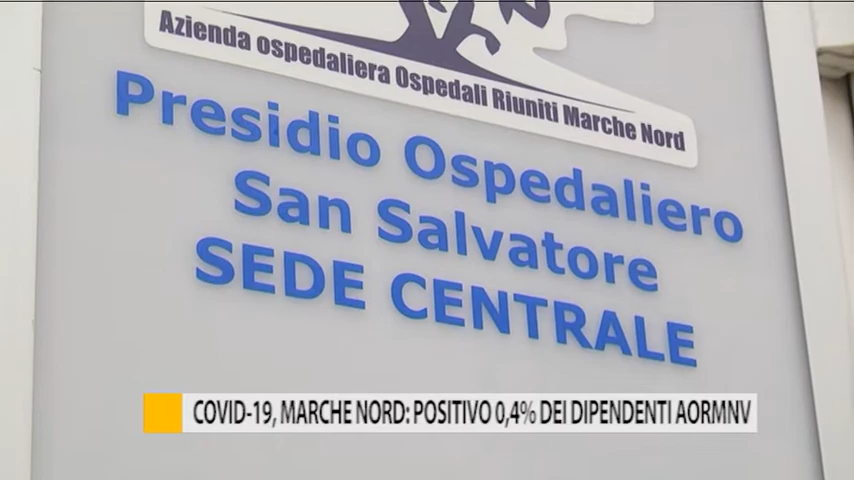 Azienda ospedaliera Ospedali Riuniti Marche Nord
Presidio Ospedaliero
San Salvatore
SEDE CENTRALE
COVID-19, MARCHE NORD: POSITIVO 0,4% DEI DIPENDENTI AORMNV